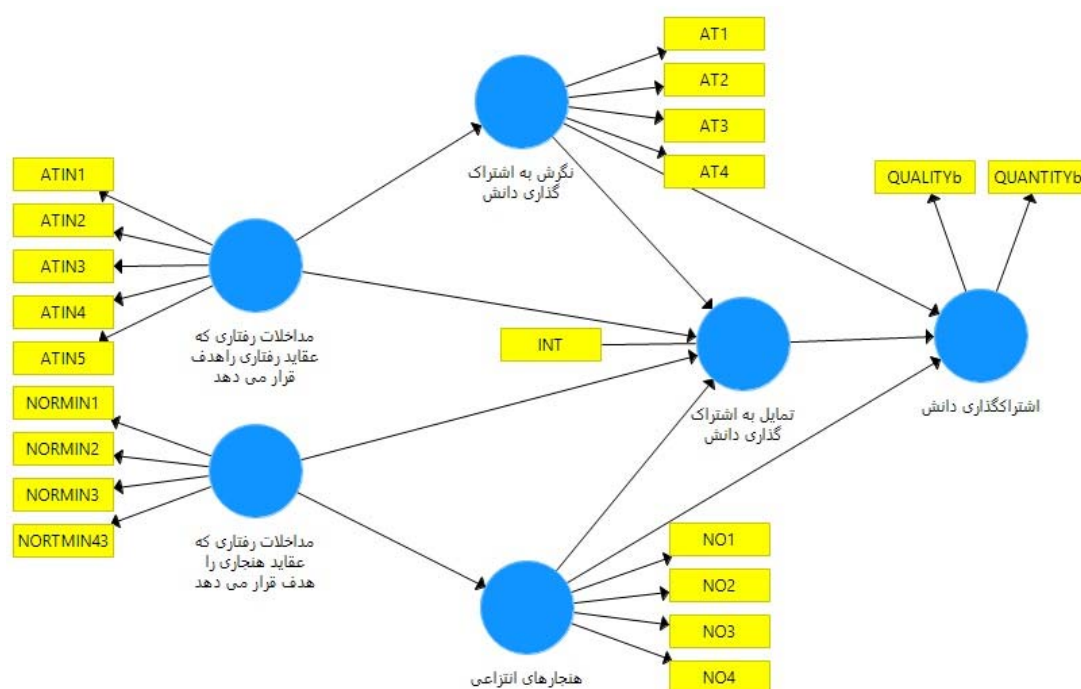 AT1
AT2
AT3
AT4
نگرش به اشتراک
گذاری دانش
QUALITYb
QUANTITYb
ATIN1
ATIN2
ATIN3
ATIN4
ATIN5
مداخلات رفتاری که
عقاید رفتاری راهدف
قرار می دهد
INT
تمایل به اشتراک
گذاری دانش
اشتراکگذاری دانش
NORMIN1
NORMIN2
NORMIN3
NORTMIN43
مداخلات رفتاری که
عقاید هنجاری را
هدف قرار می دهد
NO1
NO2
NO3
NO4
هنجارهای انتزاعی